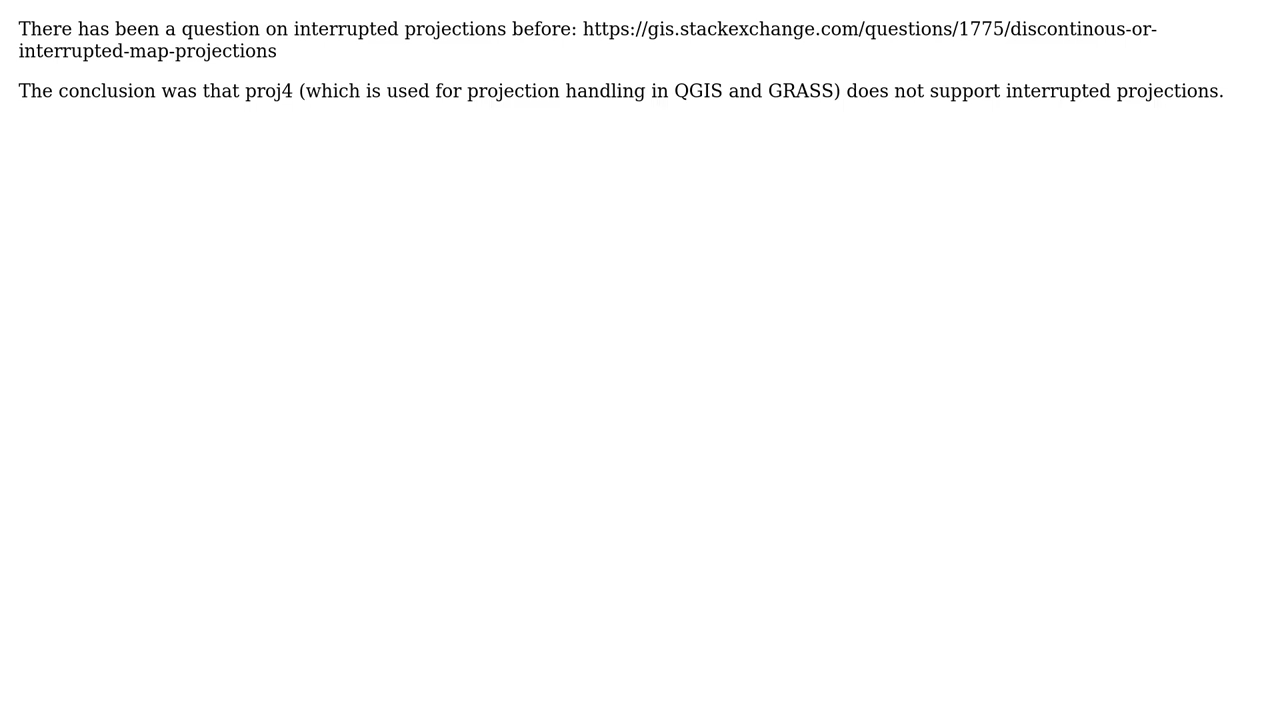 There has been a question on interrupted projections before: https://gis.stackexchange.com/questions/1775/discontinous-or-
interrupted-map-projections
The conclusion was that proj4 (which is used for projection handling in QGIS and GRASS) does not support interrupted projections.